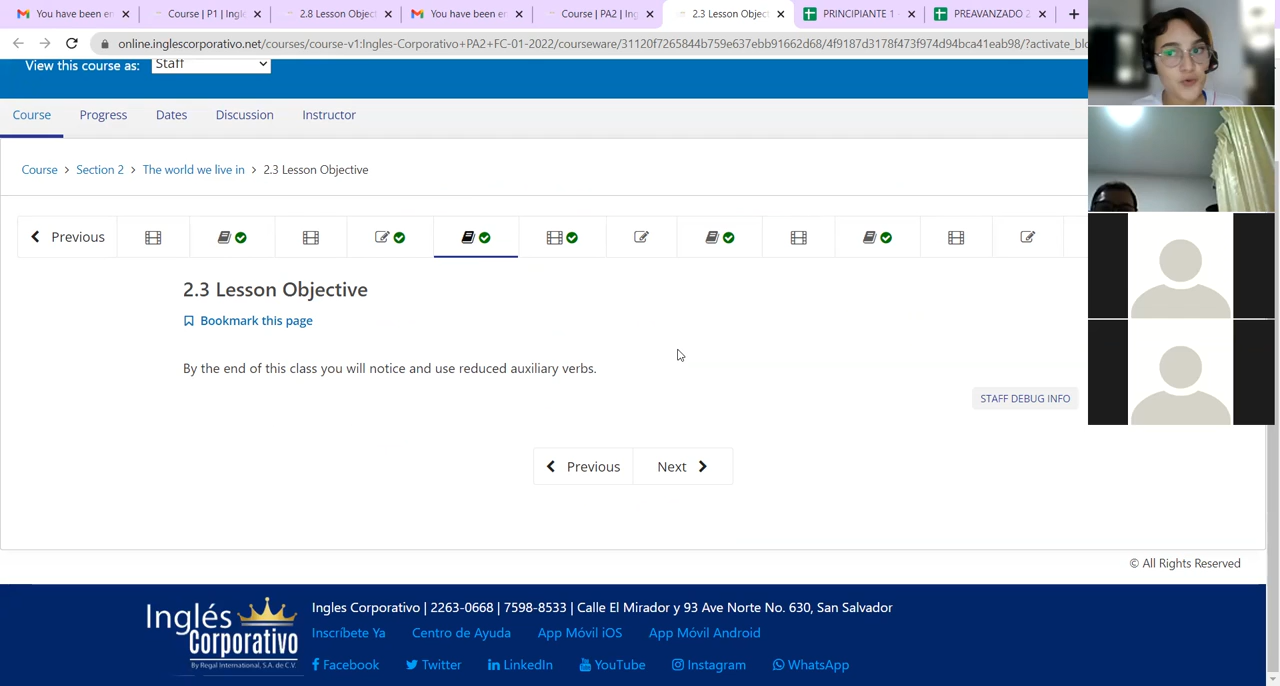 You have been er
Course | P1 | Ingle
2.8 Lesson Object
You have been er
Course | PA2 | Ing
2.3 Lesson Objec
PRINCIPIANTE 1
PREAVANZADO 2
online.inglescorporativo.net/courses/course-v1:Ingles-Corporativo+PA2+FC-01-2022/courseware/31120f7265844b759e637ebb91662d68/4f9187d3178f473f974d94bca41eab98/?activate_blo
View this course as: Staff
Course Progress Dates Discussion Instructor
Course > Section 2 > The world we live in > 2.3 Lesson Objective
Previous
2.3 Lesson Objective
Bookmark this page
By the end of this class you will notice and use reduced auxiliary verbs.
STAFF DEBUG INFO
Previous Next
© All Rights Reserved
Inglés Corporativo
By Regal International, S.A. de C.V.
Ingles Corporativo | 2263-0668 | 7598-8533 | Calle El Mirador y 93 Ave Norte No. 630, San Salvador
Inscríbete Ya Centro de Ayuda App Móvil iOS App Móvil Android
Facebook Twitter LinkedIn YouTube Instagram WhatsApp